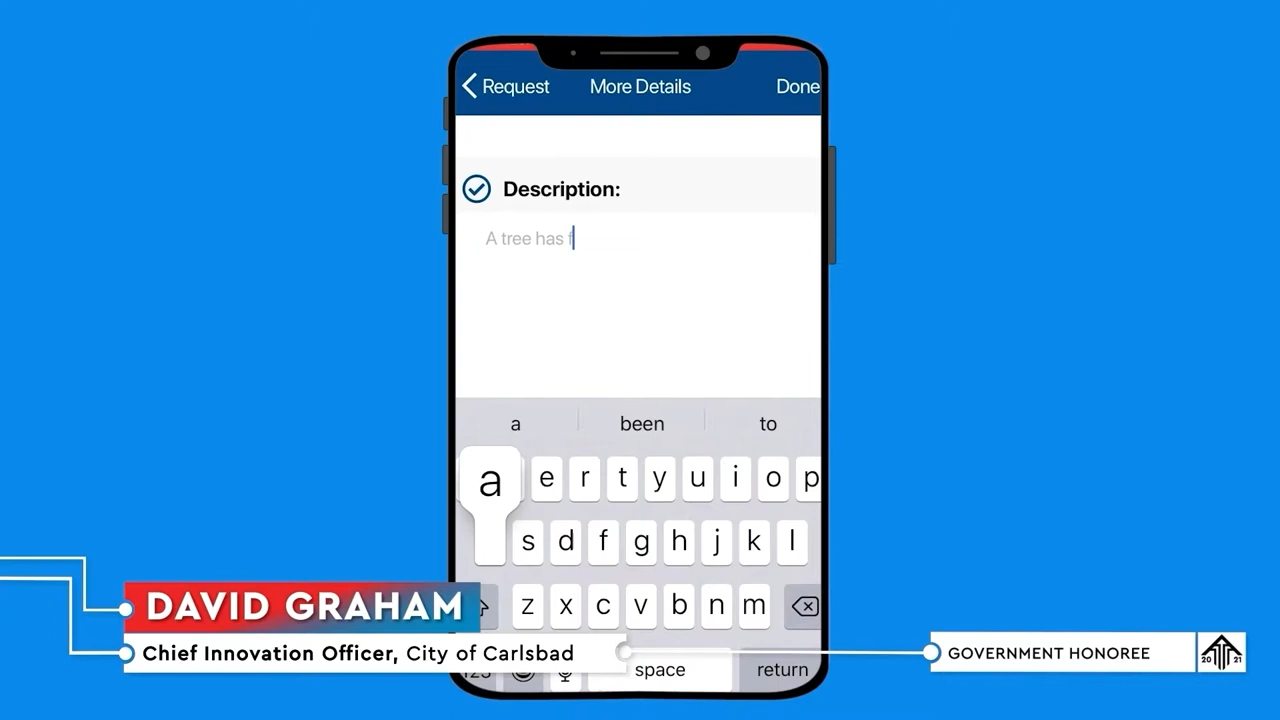 Request More Details Done
Description:
A tree has f
a been to
a e r t y u i o p
s d f g h j k l
z x c v b n m
DAVID GRAHAM
Chief Innovation Officer, City of Carlsbad
GOVERNMENT HONOREE
2021
123 space return